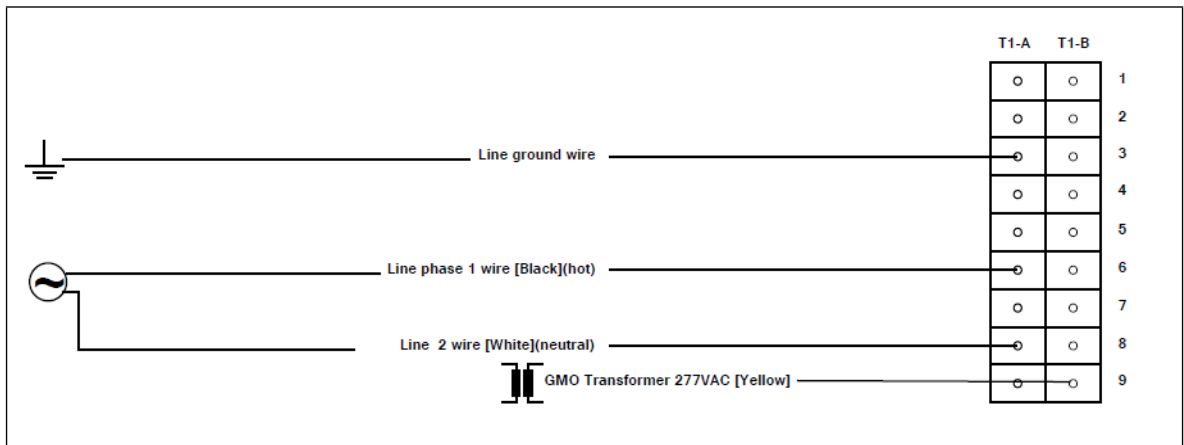 T1-A T1-B
1
2
Line ground wire 3
4
5
Line phase 1 wire [Black](hot) 6
7
Line 2 wire [White](neutral) 8
GMO Transformer 277VAC [Yellow] 9